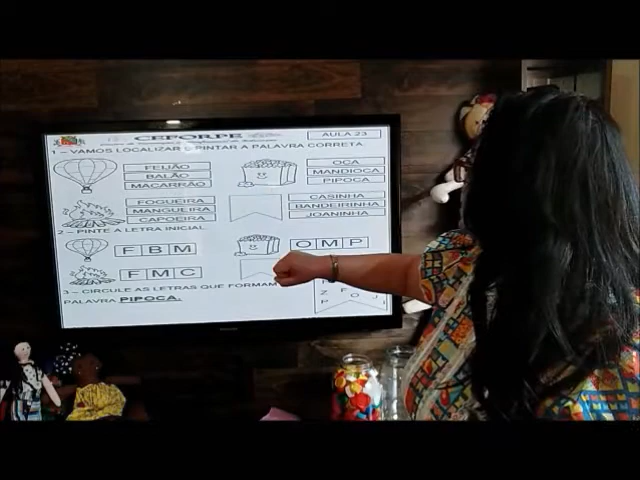 CEFORPE
AULA 23
1 – VAMOS LOCALIZAR E PINTAR A PALAVRA CORRETA.
FEIJÃO
BALÃO
MACARRÃO
OCA
MANDIOCA
PIPOCA
FOGUEIRA
MANGUEIRA
CAPOEIRA
CASINHA
BANDEIRINHA
JOANINHA
2 – PINTE A LETRA INICIAL
F B M
O M P
F M C
3 – CIRCULE AS LETRAS QUE FORMAM
PALAVRA PIPOCA.
Z F
O J I
P